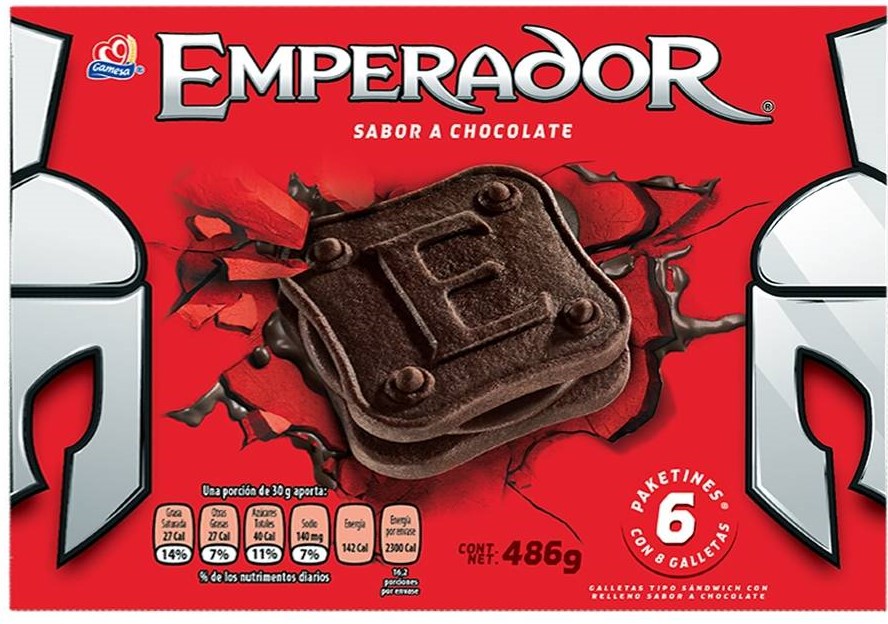 Gamesa®
EMPERADOR®
SABOR A CHOCOLATE
Una porción de 30 g aporta:
Grasa Saturada 27 Cal 14%
Otras Grasas 27 Cal 7%
Azúcares Totales 40 Cal 11%
Sodio 140 mg 7%
Energía 142 Cal
Energía por envase 2300 Cal
% de los nutrimentos diarios
16.2
porciones
por envase
CONT.
NET. 486g
PAKETINES®
6
CON 8 GALLETAS
GALLETAS TIPO SÁNDWICH CON
RELLENO SABOR A CHOCOLATE
E